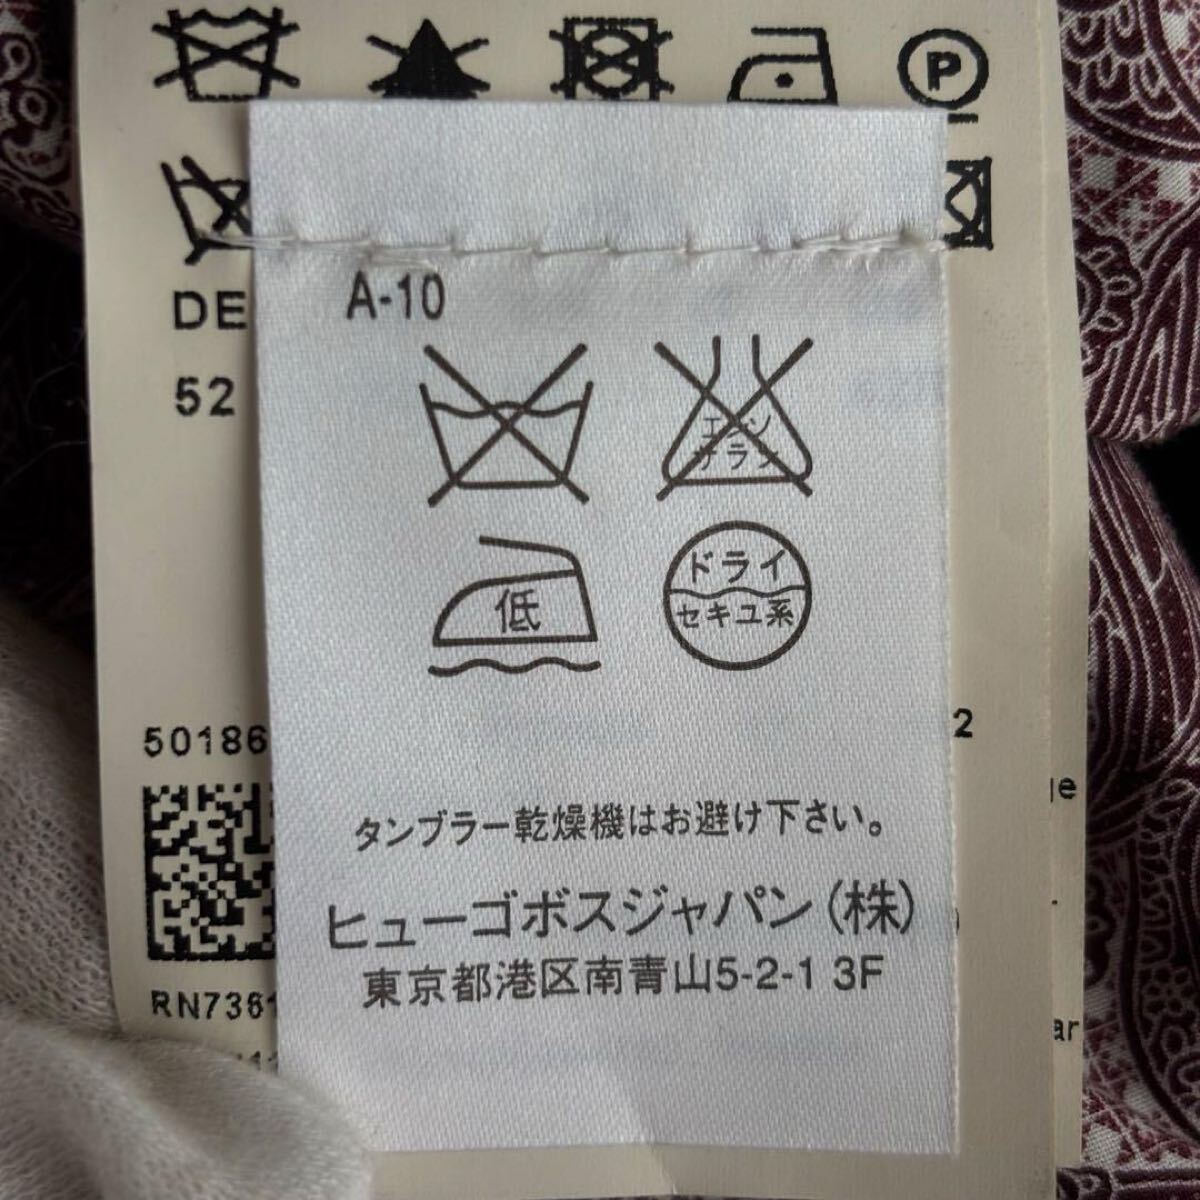 P
DE
52
A-10
エンソ
サラシ
低
ドライ
セキユ系
50186
2
タンブラー乾燥機はお避け下さい。
ヒューゴボスジャパン(株)
東京都港区南青山5-2-1 3F
RN7361
ar